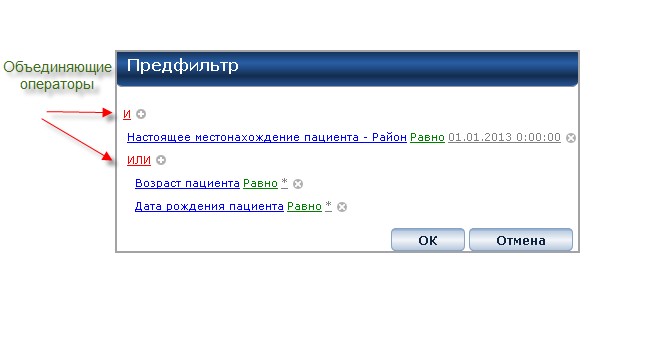 Объединяющие
операторы
Предфильтр
И
Настоящее местонахождение пациента - Район Равно 01.01.2013 0:00:00
ИЛИ
Возраст пациента Равно *
Дата рождения пациента Равно *
ОК Отмена